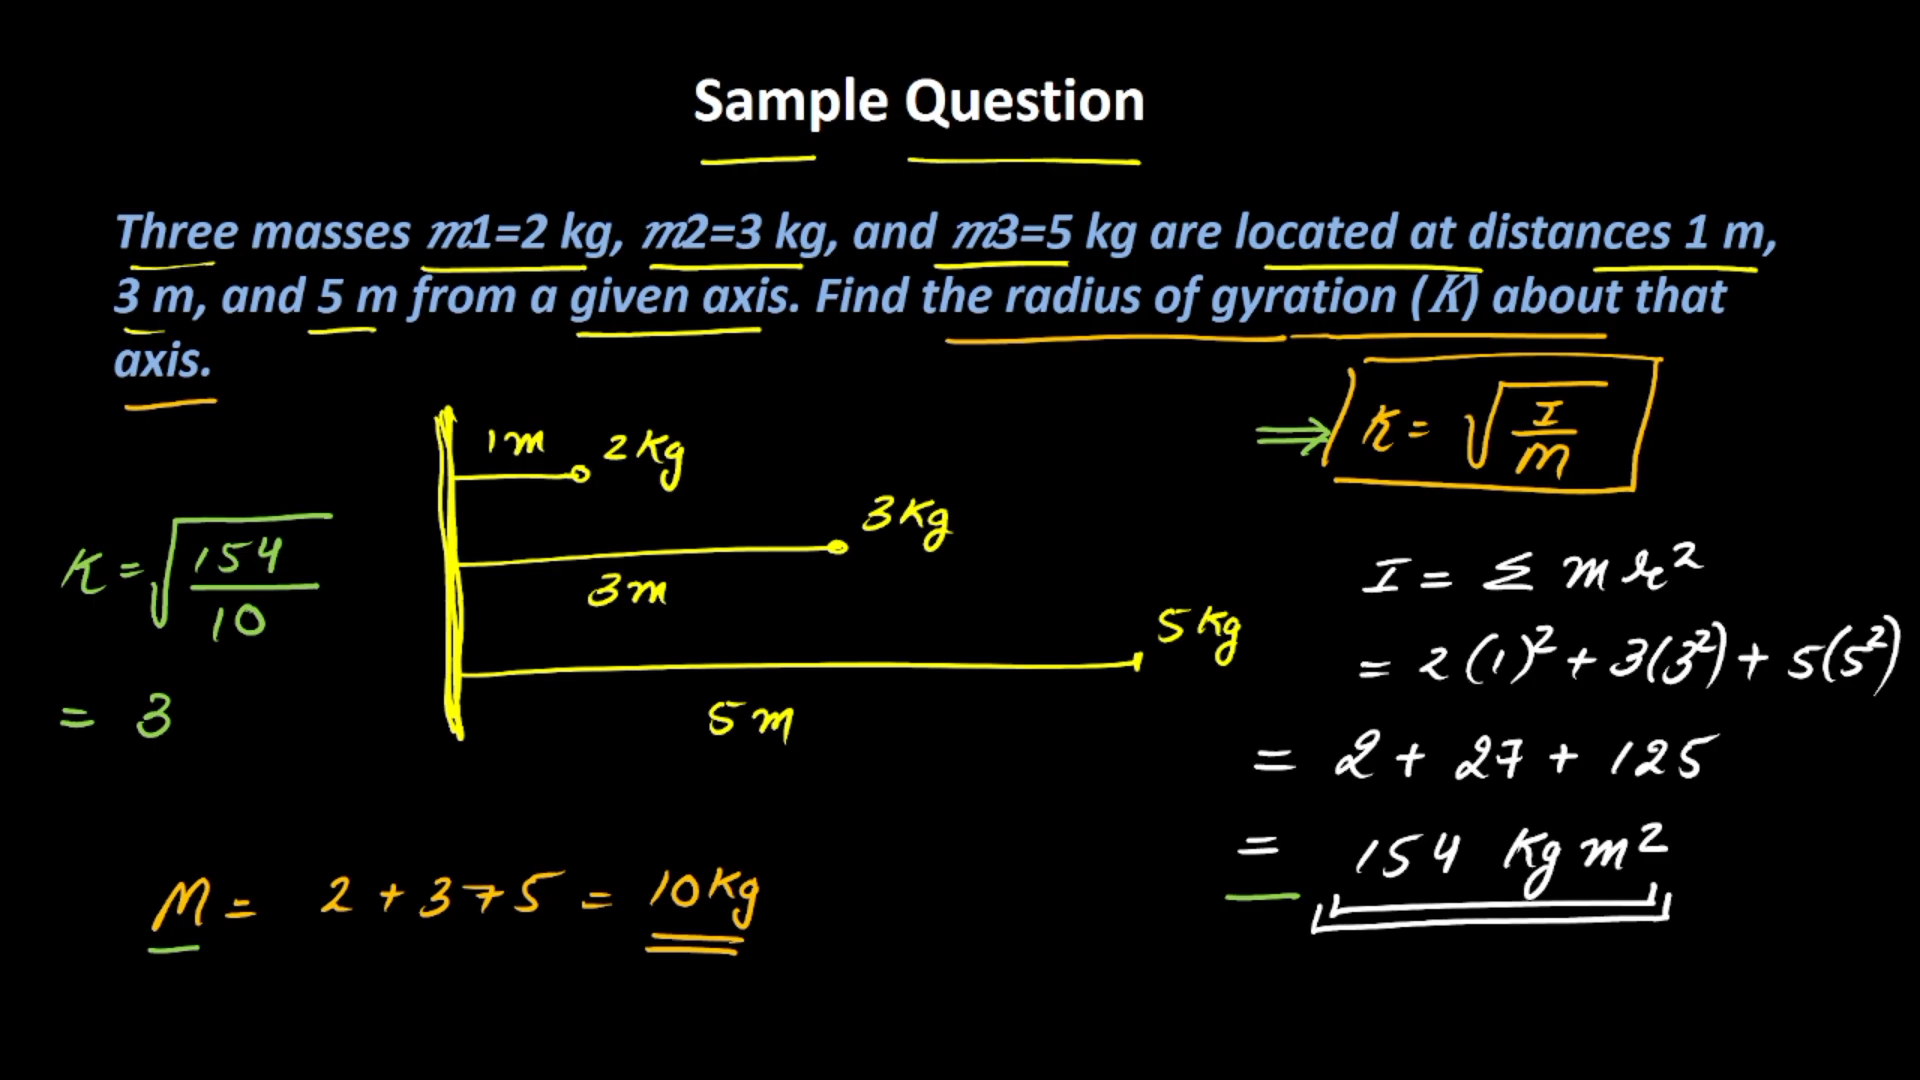 Sample Question
Three masses m1=2 kg, m2=3 kg, and m3=5 kg are located at distances 1 m,
3 m, and 5 m from a given axis. Find the radius of gyration (K) about that
axis.
⇒ K = √(I/M)
1m 2Kg
3Kg
3m
5Kg
5m
K = √(154/10)
= 3
M = 2 + 3 + 5 = 10Kg
I = Σ m r²
= 2(1)² + 3(3²) + 5(5²)
= 2 + 27 + 125
= 154 Kg m²